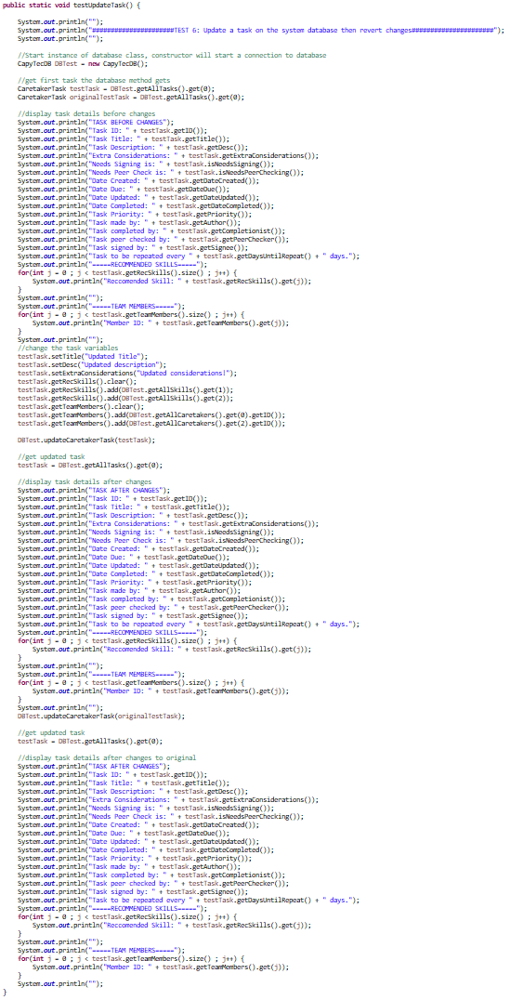 public static void testUpdateTask() {
System.out.println("");
System.out.println("######################TEST 6: Update a task on the system database then revert changes######################");
System.out.println("");
//Start instance of database class, constructor will start a connection to database
CapyTecDB DBTest = new CapyTecDB();
//get first task the database method gets
CaretakerTask testTask = DBTest.getAllTasks().get(0);
CaretakerTask originalTestTask = DBTest.getAllTasks().get(0);
//display task details before changes
System.out.println("TASK BEFORE CHANGES");
System.out.println("Task ID: " + testTask.getID());
System.out.println("Task Title: " + testTask.getTitle());
System.out.println("Task Description: " + testTask.getDesc());
System.out.println("Extra Considerations: " + testTask.getExtraConsiderations());
System.out.println("Needs Signing is: " + testTask.isNeedsSigning());
System.out.println("Needs Peer Check is: " + testTask.isNeedsPeerChecking());
System.out.println("Date Created: " + testTask.getDateCreated());
System.out.println("Date Due: " + testTask.getDateDue());
System.out.println("Date Updated: " + testTask.getDateUpdated());
System.out.println("Date Completed: " + testTask.getDateCompleted());
System.out.println("Task Priority: " + testTask.getPriority());
System.out.println("Task made by: " + testTask.getAuthor());
System.out.println("Task completed by: " + testTask.getCompletionist());
System.out.println("Task peer checked by: " + testTask.getPeerChecker());
System.out.println("Task signed by: " + testTask.getSignee());
System.out.println("Task to be repeated every " + testTask.getDaysUntilRepeat() + " days.");
System.out.println("=====RECOMMENDED SKILLS=====");
for(int j = 0 ; j < testTask.getRecSkills().size() ; j++) {
System.out.println("Reccomended Skill: " + testTask.getRecSkills().get(j));
}
System.out.println("");
System.out.println("=====TEAM MEMBERS=====");
for(int j = 0 ; j < testTask.getTeamMembers().size() ; j++) {
System.out.println("Member ID: " + testTask.getTeamMembers().get(j));
}
System.out.println("");
//change the task variables
testTask.setTitle("Updated Title");
testTask.setDesc("Updated description");
testTask.setExtraConsiderations("Updated considerations!");
testTask.getRecSkills().clear();
testTask.getRecSkills().add(DBTest.getAllSkills().get(1));
testTask.getRecSkills().add(DBTest.getAllSkills().get(2));
testTask.getTeamMembers().clear();
testTask.getTeamMembers().add(DBTest.getAllCaretakers().get(0).getID());
testTask.getTeamMembers().add(DBTest.getAllCaretakers().get(2).getID());
DBTest.updateCaretakerTask(testTask);
//get updated task
testTask = DBTest.getAllTasks().get(0);
//display task details after changes
System.out.println("TASK AFTER CHANGES");
System.out.println("Task ID: " + testTask.getID());
System.out.println("Task Title: " + testTask.getTitle());
System.out.println("Task Description: " + testTask.getDesc());
System.out.println("Extra Considerations: " + testTask.getExtraConsiderations());
System.out.println("Needs Signing is: " + testTask.isNeedsSigning());
System.out.println("Needs Peer Check is: " + testTask.isNeedsPeerChecking());
System.out.println("Date Created: " + testTask.getDateCreated());
System.out.println("Date Due: " + testTask.getDateDue());
System.out.println("Date Updated: " + testTask.getDateUpdated());
System.out.println("Date Completed: " + testTask.getDateCompleted());
System.out.println("Task Priority: " + testTask.getPriority());
System.out.println("Task made by: " + testTask.getAuthor());
System.out.println("Task completed by: " + testTask.getCompletionist());
System.out.println("Task peer checked by: " + testTask.getPeerChecker());
System.out.println("Task signed by: " + testTask.getSignee());
System.out.println("Task to be repeated every " + testTask.getDaysUntilRepeat() + " days.");
System.out.println("=====RECOMMENDED SKILLS=====");
for(int j = 0 ; j < testTask.getRecSkills().size() ; j++) {
System.out.println("Reccomended Skill: " + testTask.getRecSkills().get(j));
}
System.out.println("");
System.out.println("=====TEAM MEMBERS=====");
for(int j = 0 ; j < testTask.getTeamMembers().size() ; j++) {
System.out.println("Member ID: " + testTask.getTeamMembers().get(j));
}
System.out.println("");
DBTest.updateCaretakerTask(originalTestTask);
//get updated task
testTask = DBTest.getAllTasks().get(0);
//display task details after changes to original
System.out.println("TASK AFTER CHANGES");
System.out.println("Task ID: " + testTask.getID());
System.out.println("Task Title: " + testTask.getTitle());
System.out.println("Task Description: " + testTask.getDesc());
System.out.println("Extra Considerations: " + testTask.getExtraConsiderations());
System.out.println("Needs Signing is: " + testTask.isNeedsSigning());
System.out.println("Needs Peer Check is: " + testTask.isNeedsPeerChecking());
System.out.println("Date Created: " + testTask.getDateCreated());
System.out.println("Date Due: " + testTask.getDateDue());
System.out.println("Date Updated: " + testTask.getDateUpdated());
System.out.println("Date Completed: " + testTask.getDateCompleted());
System.out.println("Task Priority: " + testTask.getPriority());
System.out.println("Task made by: " + testTask.getAuthor());
System.out.println("Task completed by: " + testTask.getCompletionist());
System.out.println("Task peer checked by: " + testTask.getPeerChecker());
System.out.println("Task signed by: " + testTask.getSignee());
System.out.println("Task to be repeated every " + testTask.getDaysUntilRepeat() + " days.");
System.out.println("=====RECOMMENDED SKILLS=====");
for(int j = 0 ; j < testTask.getRecSkills().size() ; j++) {
System.out.println("Reccomended Skill: " + testTask.getRecSkills().get(j));
}
System.out.println("");
System.out.println("=====TEAM MEMBERS=====");
for(int j = 0 ; j < testTask.getTeamMembers().size() ; j++) {
System.out.println("Member ID: " + testTask.getTeamMembers().get(j));
}
System.out.println("");
}